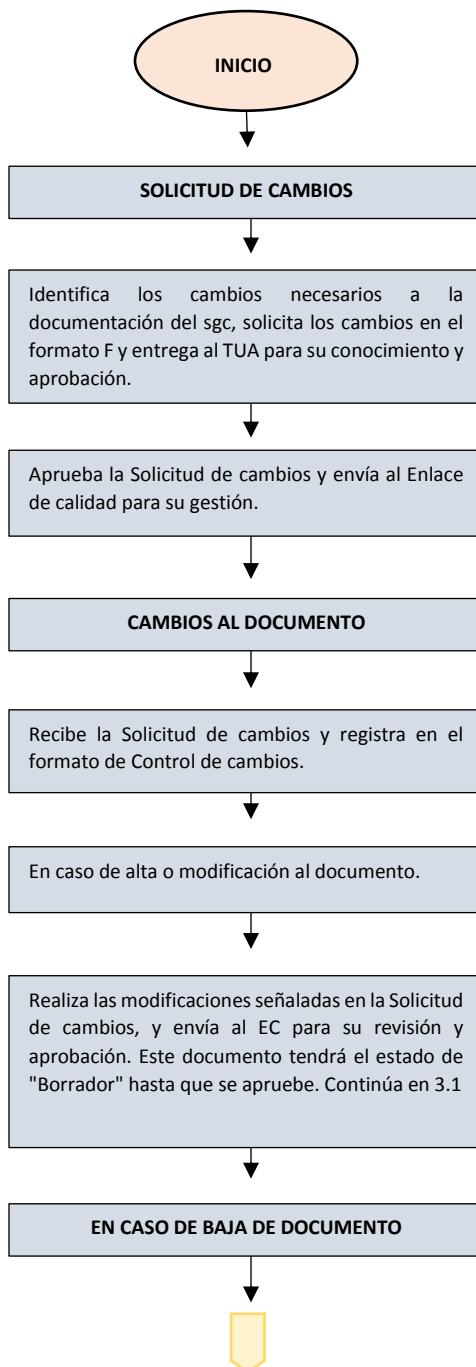 INICIO
SOLICITUD DE CAMBIOS
Identifica los cambios necesarios a la
documentación del sgc, solicita los cambios en el
formato F y entrega al TUA para su conocimiento y
aprobación.
Aprueba la Solicitud de cambios y envía al Enlace
de calidad para su gestión.
CAMBIOS AL DOCUMENTO
Recibe la Solicitud de cambios y registra en el
formato de Control de cambios.
En caso de alta o modificación al documento.
Realiza las modificaciones señaladas en la Solicitud
de cambios, y envía al EC para su revisión y
aprobación. Este documento tendrá el estado de
"Borrador" hasta que se apruebe. Continúa en 3.1
EN CASO DE BAJA DE DOCUMENTO